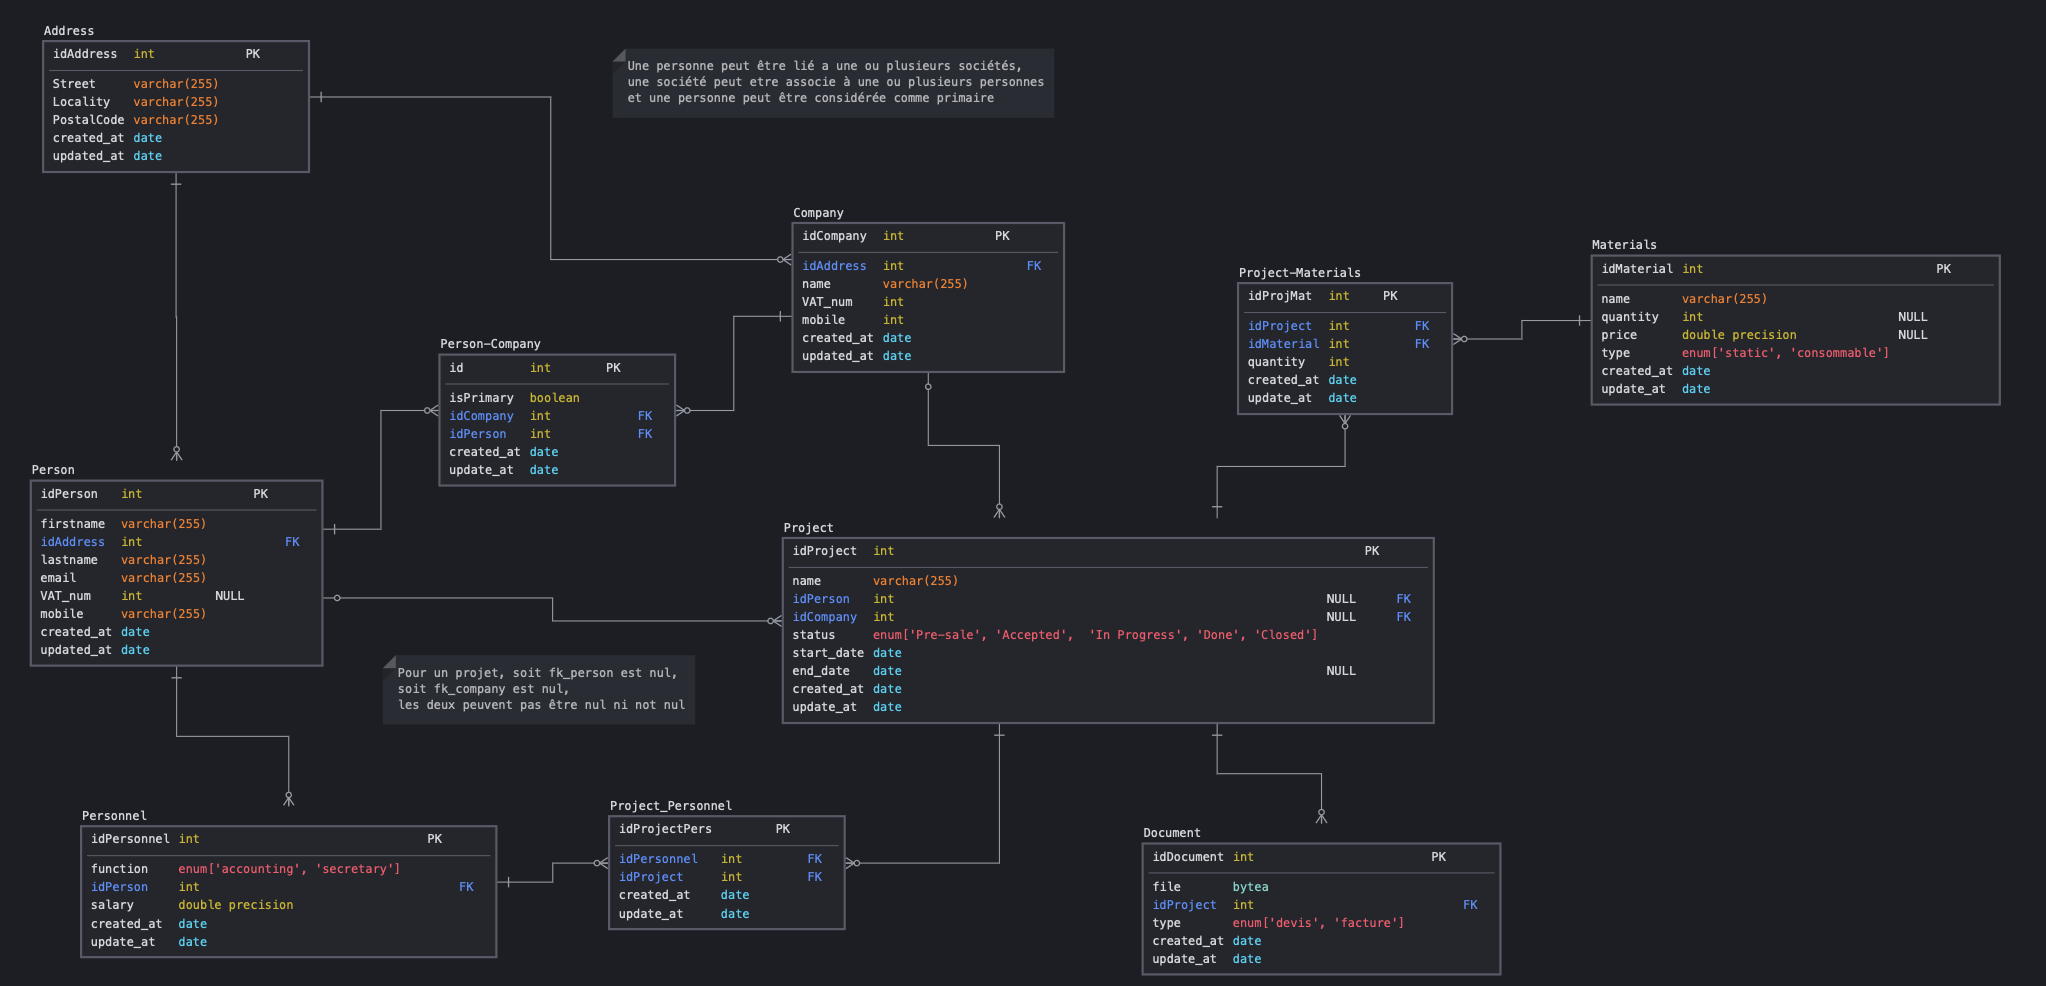 Address
idAddress int PK
Street varchar(255)
Locality varchar(255)
PostalCode varchar(255)
created_at date
updated_at date
Une personne peut être lié a une ou plusieurs sociétés,
une société peut etre associe à une ou plusieurs personnes
et une personne peut être considérée comme primaire
Company
idCompany int PK
idAddress int FK
name varchar(255)
VAT_num int
mobile int
created_at date
updated_at date
Project-Materials
idProjMat int PK
idProject int FK
idMaterial int FK
quantity int
created_at date
update_at date
Materials
idMaterial int PK
name varchar(255)
quantity int NULL
price double precision NULL
type enum['static', 'consommable']
created_at date
update_at date
Person-Company
id int PK
isPrimary boolean
idCompany int FK
idPerson int FK
created_at date
update_at date
Person
idPerson int PK
firstname varchar(255)
idAddress int FK
lastname varchar(255)
email varchar(255)
VAT_num int NULL
mobile varchar(255)
created_at date
updated_at date
Project
idProject int PK
name varchar(255)
idPerson int NULL FK
idCompany int NULL FK
status enum['Pre-sale', 'Accepted',  'In Progress', 'Done', 'Closed']
start_date date
end_date date NULL
created_at date
update_at date
Pour un projet, soit fk_person est nul,
soit fk_company est nul,
les deux peuvent pas être nul ni not nul
Personnel
idPersonnel int PK
function enum['accounting', 'secretary']
idPerson int FK
salary double precision
created_at date
update_at date
Project_Personnel
idProjectPers PK
idPersonnel int FK
idProject int FK
created_at date
update_at date
Document
idDocument int PK
file bytea
idProject int FK
type enum['devis', 'facture']
created_at date
update_at date